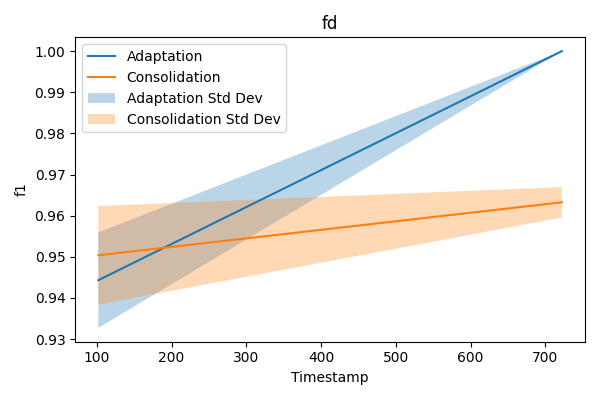 fd
1.00
0.99
0.98
0.97
0.96
0.95
0.94
0.93
f1
Adaptation
Consolidation
Adaptation Std Dev
Consolidation Std Dev
100 200 300 400 500 600 700
Timestamp